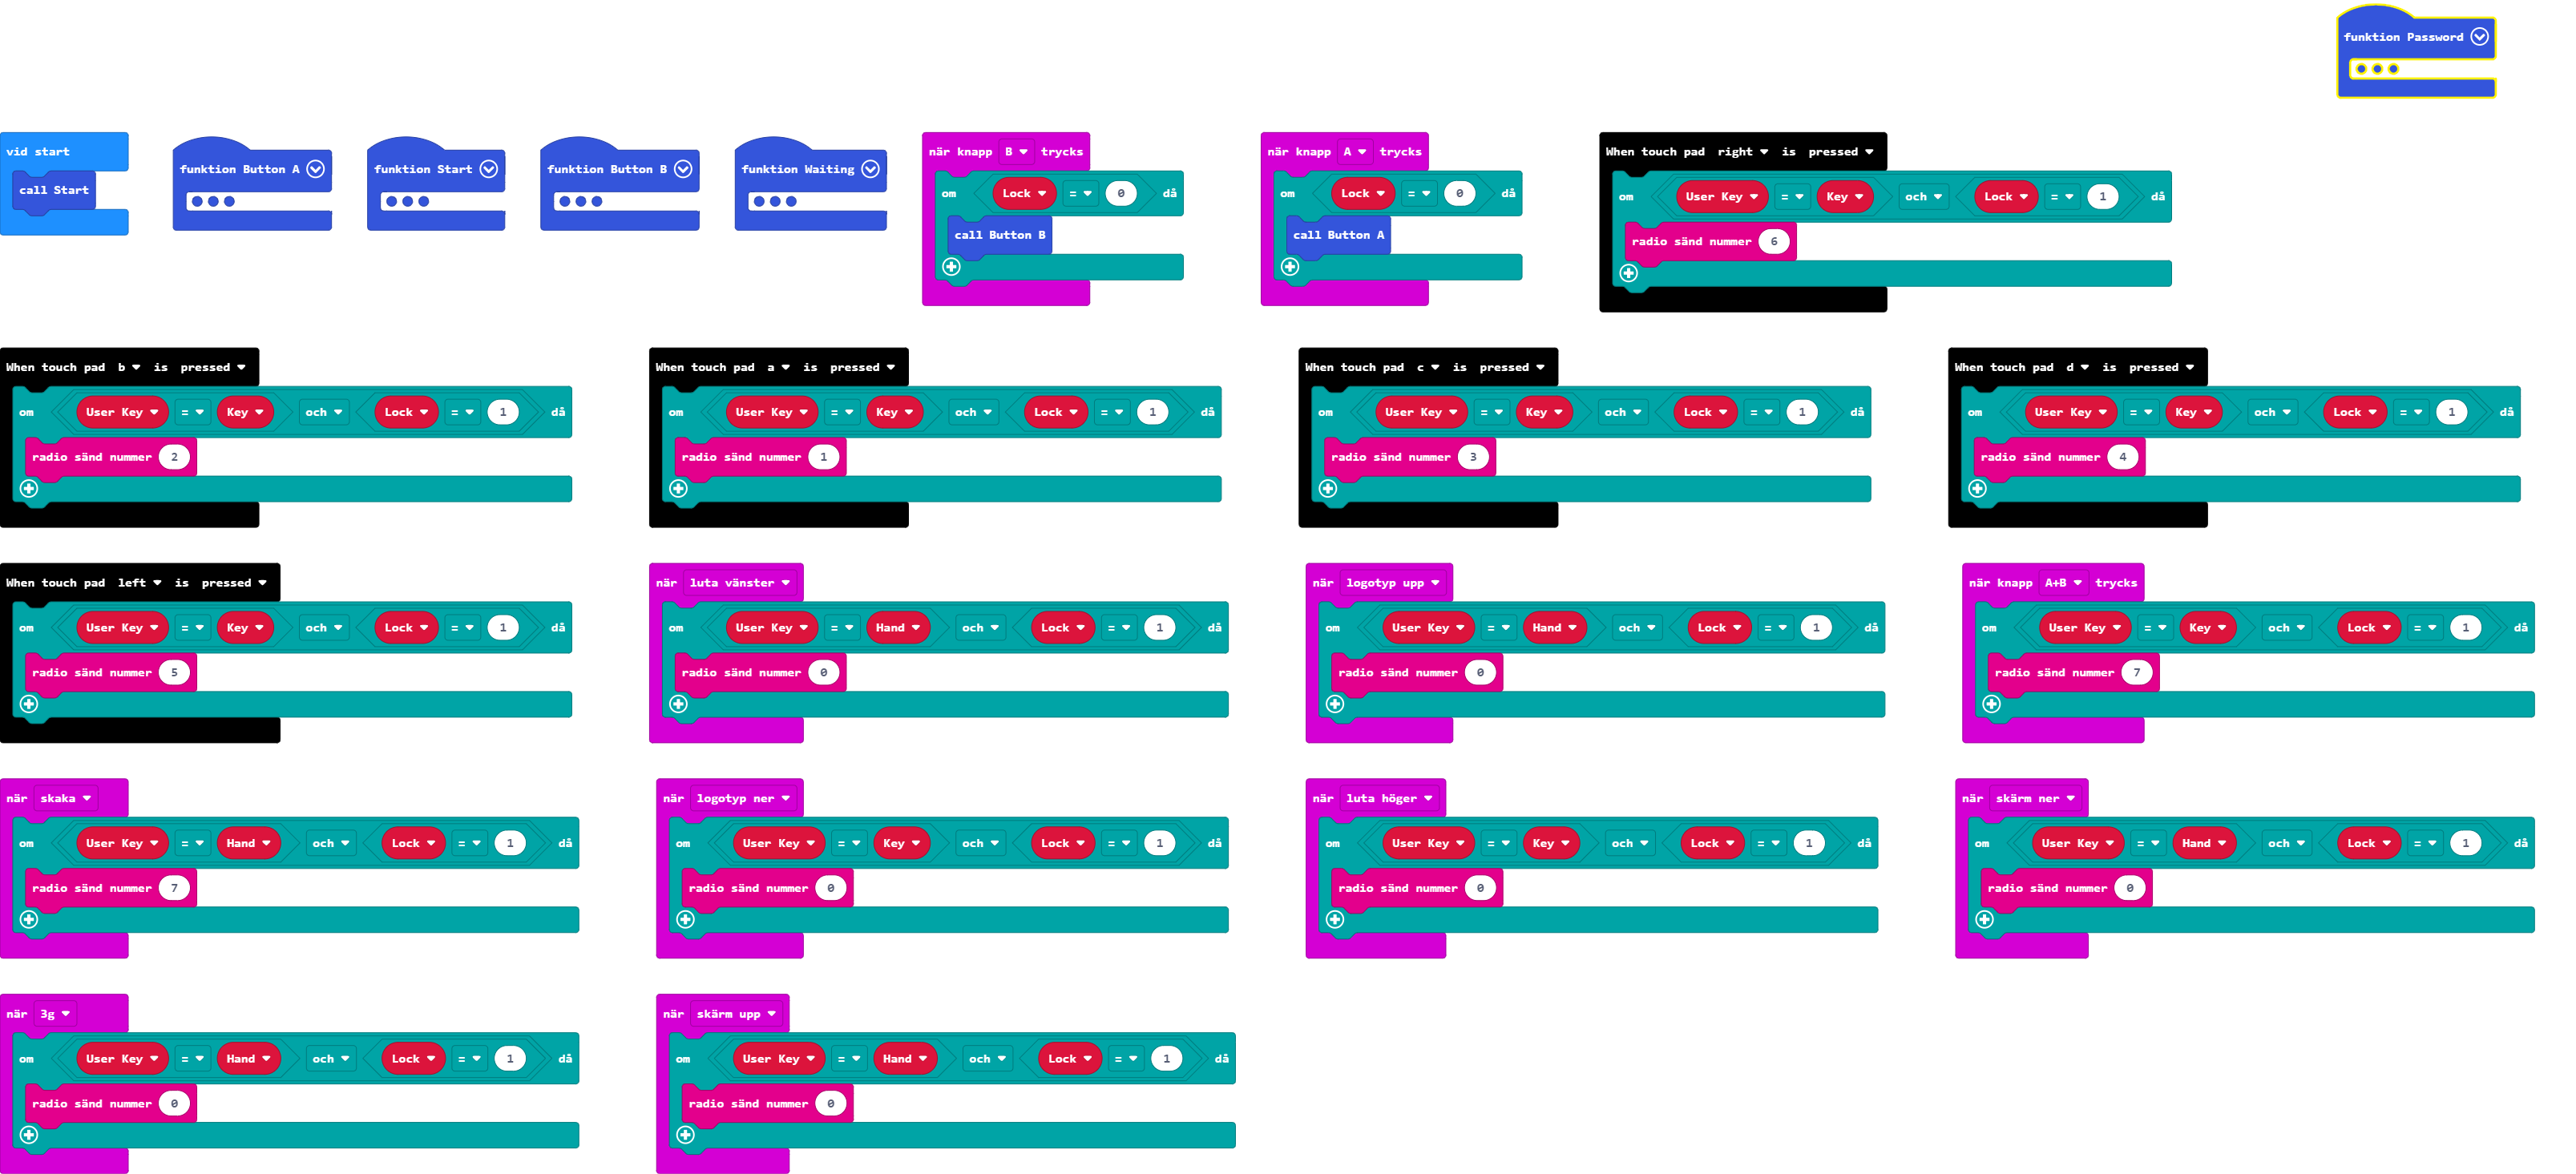 funktion Password
vid start
call Start
funktion Button A
funktion Start
funktion Button B
funktion Waiting
när knapp B trycks
om Lock = 0 då
call Button B
när knapp A trycks
om Lock = 0 då
call Button A
When touch pad right is pressed
om User Key = Key och Lock = 1 då
radio sänd nummer 6
When touch pad b is pressed
om User Key = Key och Lock = 1 då
radio sänd nummer 2
When touch pad a is pressed
om User Key = Key och Lock = 1 då
radio sänd nummer 1
When touch pad c is pressed
om User Key = Key och Lock = 1 då
radio sänd nummer 3
When touch pad d is pressed
om User Key = Key och Lock = 1 då
radio sänd nummer 4
When touch pad left is pressed
om User Key = Key och Lock = 1 då
radio sänd nummer 5
när luta vänster
om User Key = Hand och Lock = 1 då
radio sänd nummer 0
när logotyp upp
om User Key = Hand och Lock = 1 då
radio sänd nummer 0
när knapp A+B trycks
om User Key = Key och Lock = 1 då
radio sänd nummer 7
när skaka
om User Key = Hand och Lock = 1 då
radio sänd nummer 7
när logotyp ner
om User Key = Key och Lock = 1 då
radio sänd nummer 0
när luta höger
om User Key = Key och Lock = 1 då
radio sänd nummer 0
när skärm ner
om User Key = Hand och Lock = 1 då
radio sänd nummer 0
när 3g
om User Key = Hand och Lock = 1 då
radio sänd nummer 0
när skärm upp
om User Key = Hand och Lock = 1 då
radio sänd nummer 0